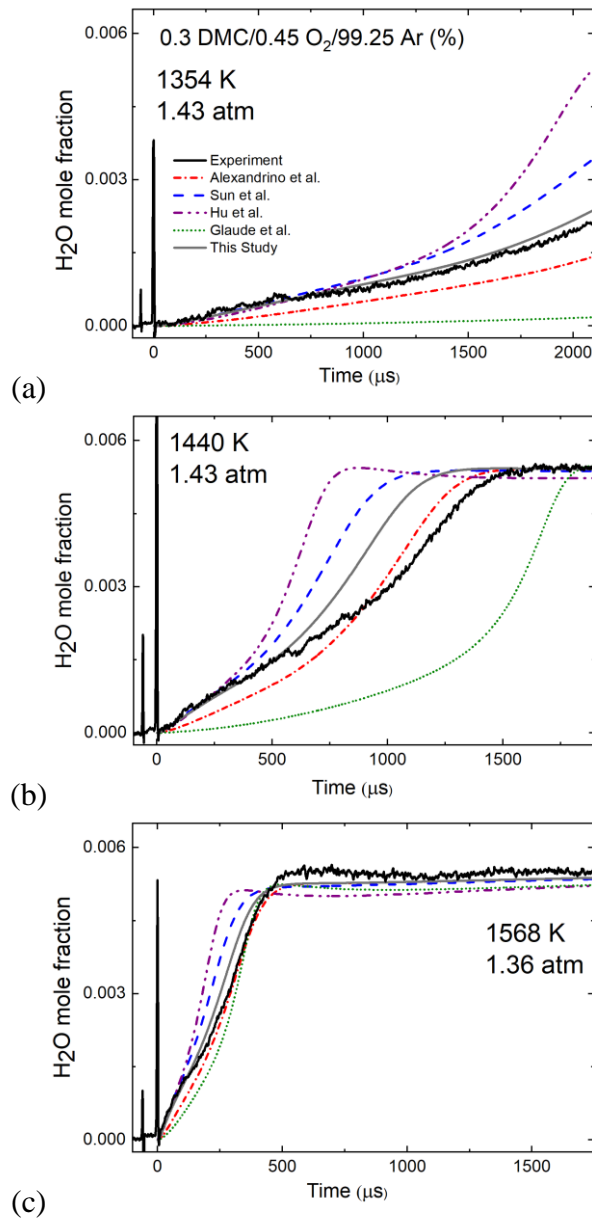 0.3 DMC/0.45 O2/99.25 Ar (%)
1354 K
1.43 atm
Experiment
Alexandrino et al.
Sun et al.
Hu et al.
Glaude et al.
This Study
H2O mole fraction
0.006
0.003
0.000
0 500 1000 1500 2000
Time (μs)
(a)
1440 K
1.43 atm
H2O mole fraction
0.006
0.003
0.000
0 500 1000 1500
Time (μs)
(b)
1568 K
1.36 atm
H2O mole fraction
0.006
0.003
0.000
0 500 1000 1500
Time (μs)
(c)